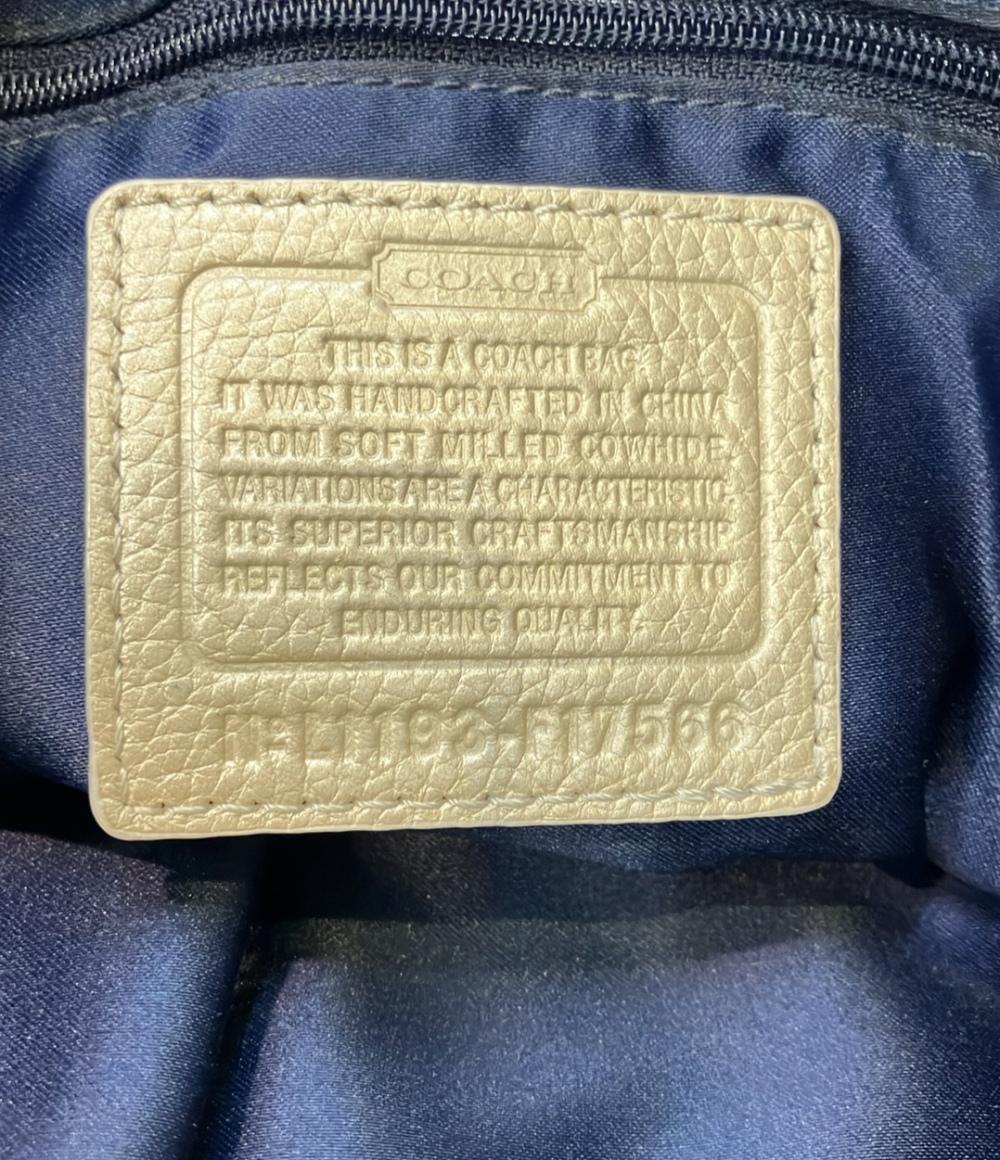 COACH
THIS IS A COACH BAG.
IT WAS HANDCRAFTED IN CHINA
FROM SOFT MILLED COWHIDE.
VARIATIONS ARE A CHARACTERISTIC.
ITS SUPERIOR CRAFTSMANSHIP
REFLECTS OUR COMMITMENT TO
ENDURING QUALITY.